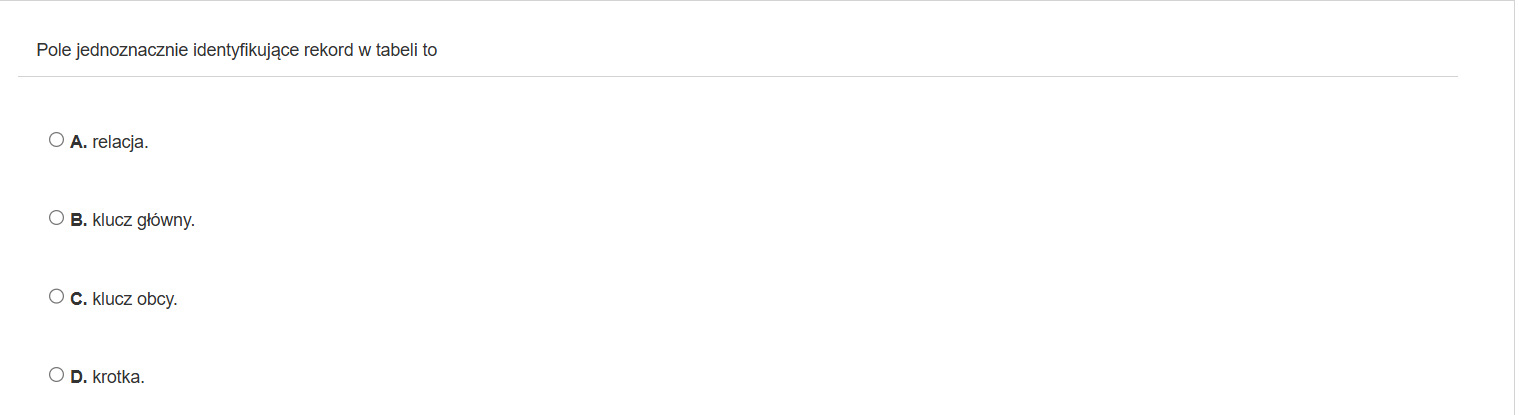 Pole jednoznacznie identyfikujące rekord w tabeli to
A. relacja.
B. klucz główny.
C. klucz obcy.
D. krotka.